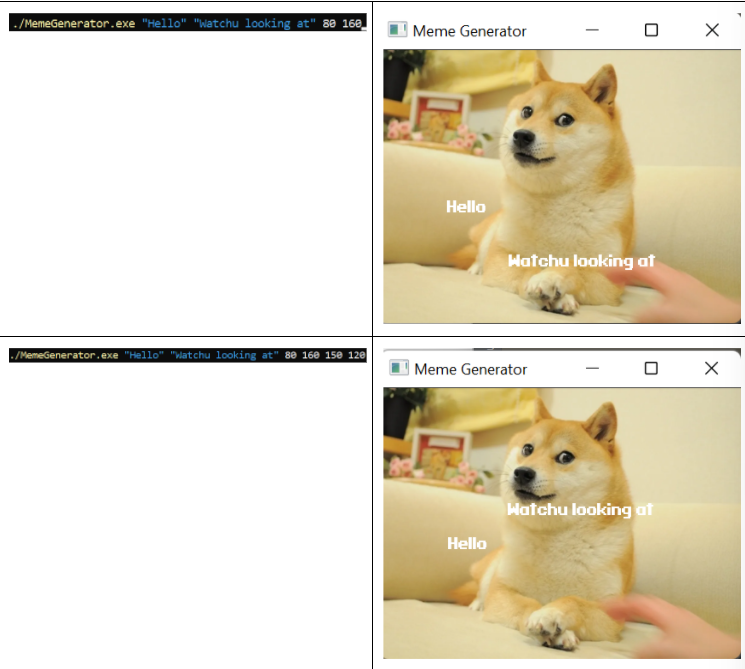 ./MemeGenerator.exe "Hello" "Watchu looking at" 80 160
Meme Generator
Hello
Watchu looking at
./MemeGenerator.exe "Hello" "Watchu looking at" 80 160 150 120
Meme Generator
Watchu looking at
Hello